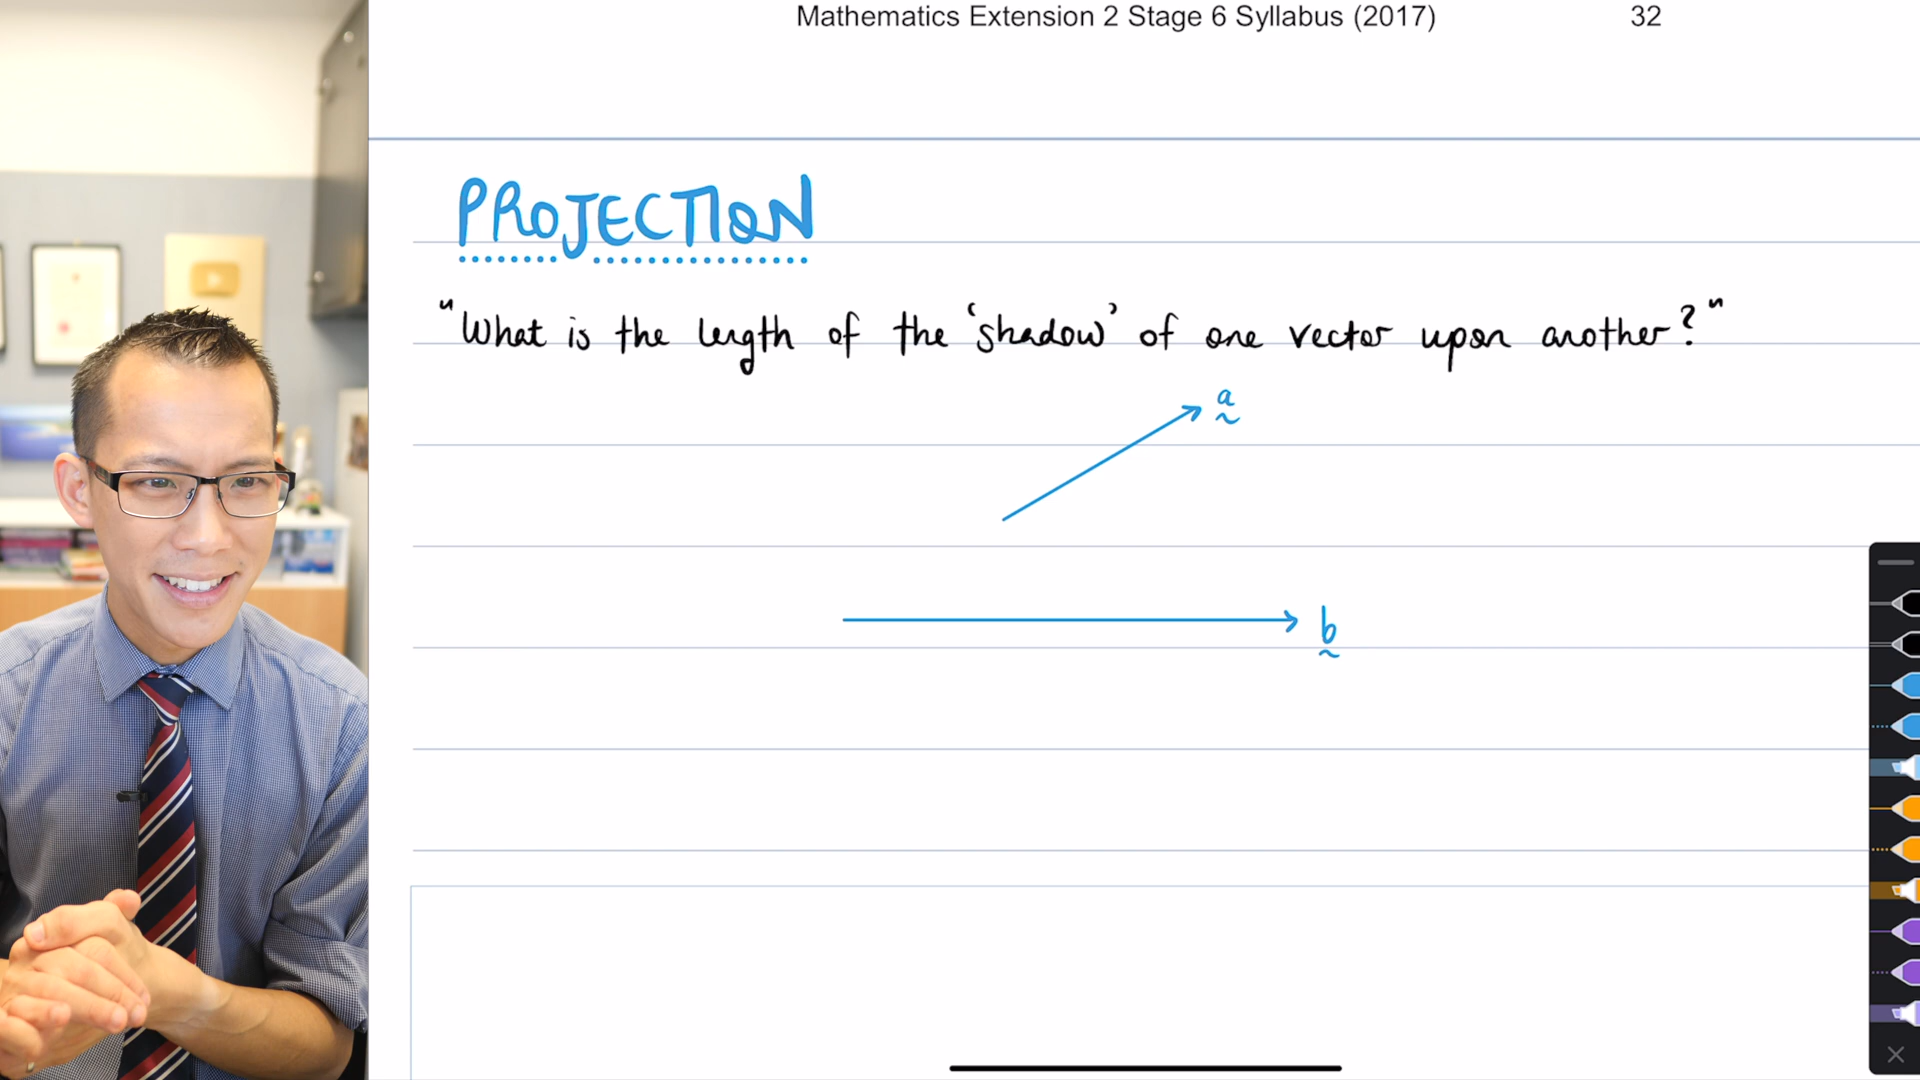 Mathematics Extension 2 Stage 6 Syllabus (2017) 32
PROJECTION
"What is the length of the 'shadow' of one vector upon another?"
a
b